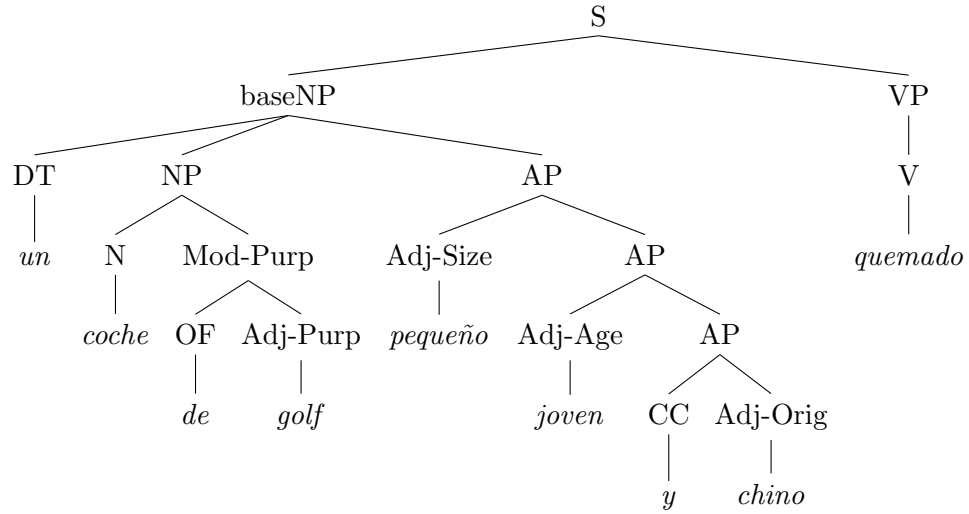 S
baseNP VP
DT NP AP V
un N Mod-Purp Adj-Size AP quemado
coche OF Adj-Purp pequeño Adj-Age AP
de golf joven CC Adj-Orig
y chino